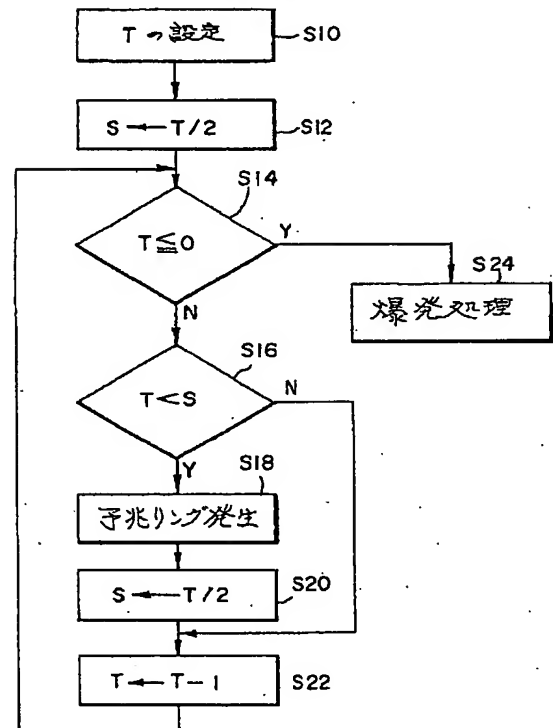 Tの設定
S10
S←T/2
S12
S14
T≦0
Y
S24
爆発処理
N
S16
T<S
N
Y
S18
予兆リング発生
S←T/2
S20
T←T-1
S22